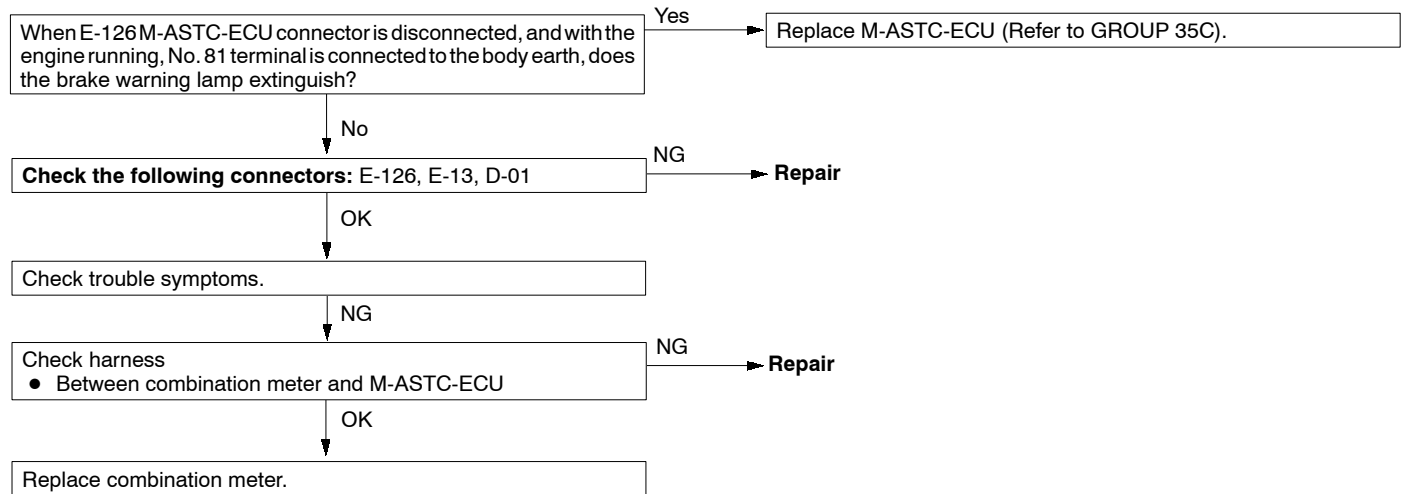 When E-126 M-ASTC-ECU connector is disconnected, and with the
engine running, No. 81 terminal is connected to the body earth, does
the brake warning lamp extinguish?
Yes
Replace M-ASTC-ECU (Refer to GROUP 35C).
No
Check the following connectors: E-126, E-13, D-01
NG
Repair
OK
Check trouble symptoms.
NG
Check harness
● Between combination meter and M-ASTC-ECU
NG
Repair
OK
Replace combination meter.